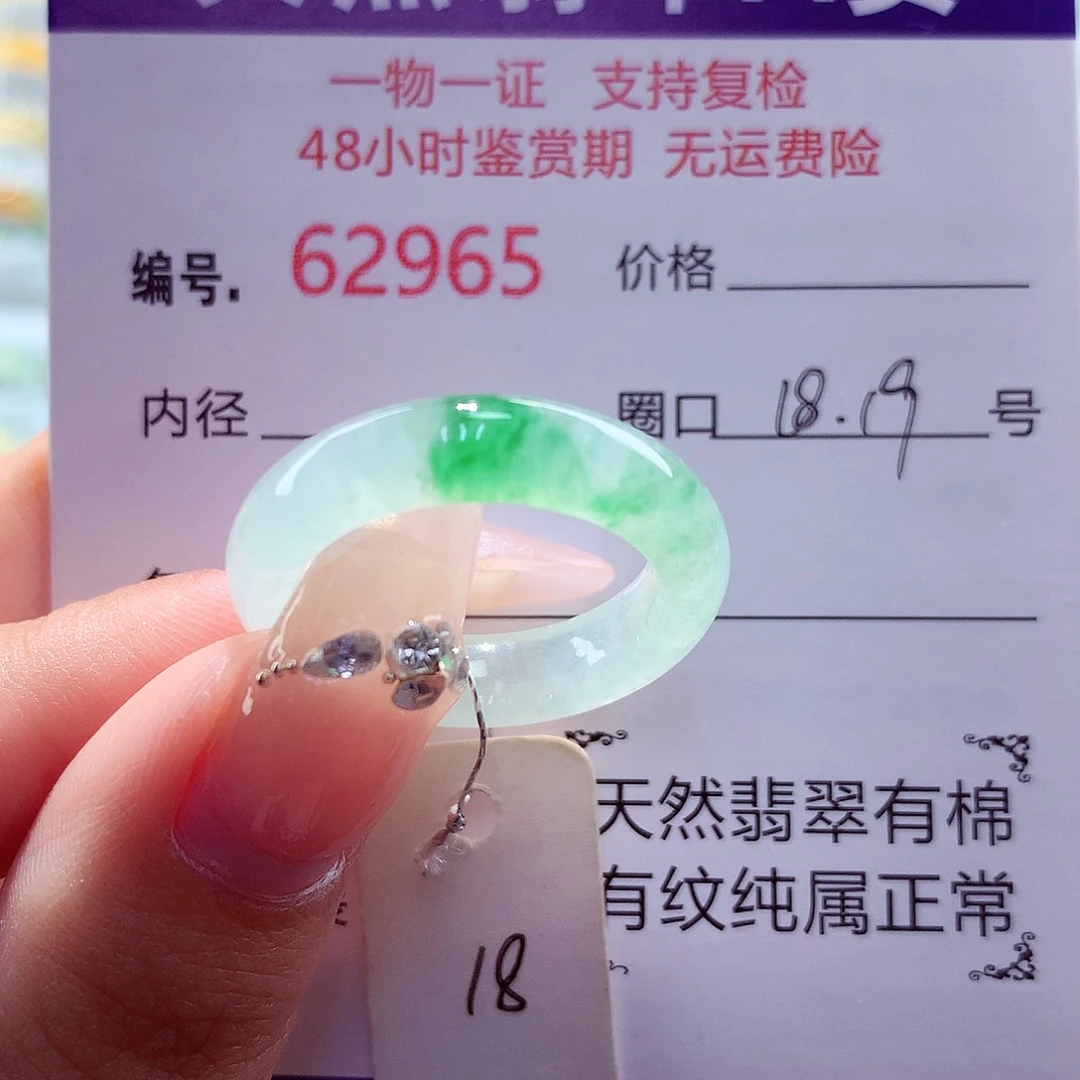 一物一证 支持复检
48小时鉴赏期 无运费险
编号. 62965 价格
内径 圈口 18.19 号
天然翡翠有棉
有纹纯属正常
18